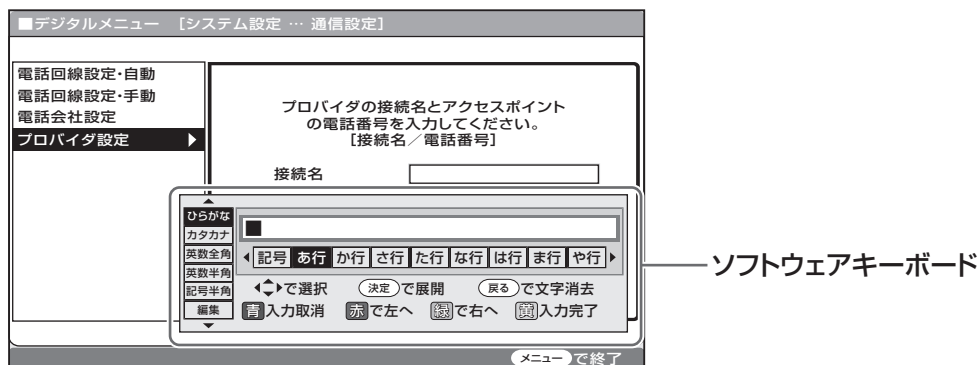 ■デジタルメニュー [システム設定 … 通信設定]
電話回線設定・自動
電話回線設定・手動
電話会社設定
プロバイダ設定
プロバイダの接続名とアクセスポイント
の電話番号を入力してください。
[接続名／電話番号]
接続名
ひらがな
カタカナ
英数全角
英数半角
記号半角
編集
記号 あ行 か行 さ行 た行 な行 は行 ま行 や行
で選択 決定で展開 戻るで文字消去
青入力取消 赤で左へ 緑で右へ 黄入力完了
メニューで終了
ソフトウェアキーボード